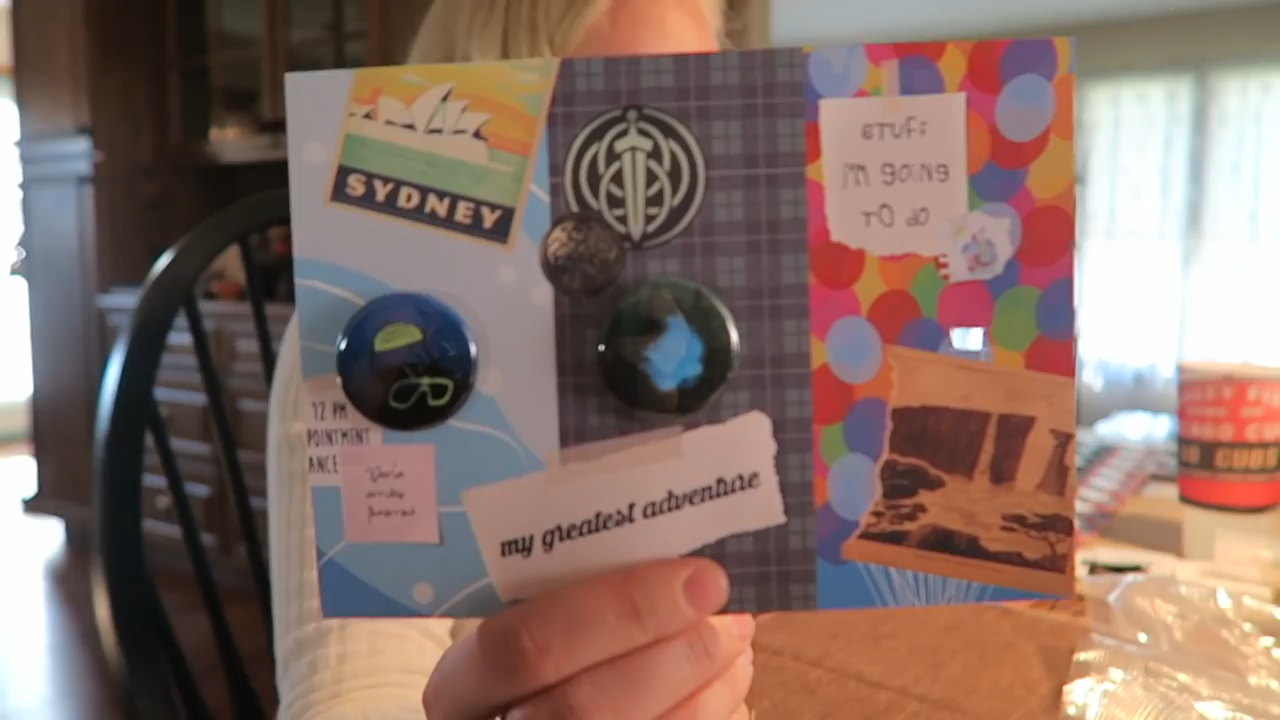 SYDNEY
STUFF
I'M GOING
TO DO
12 PM
POINTMENT
ANCE
my greatest adventure